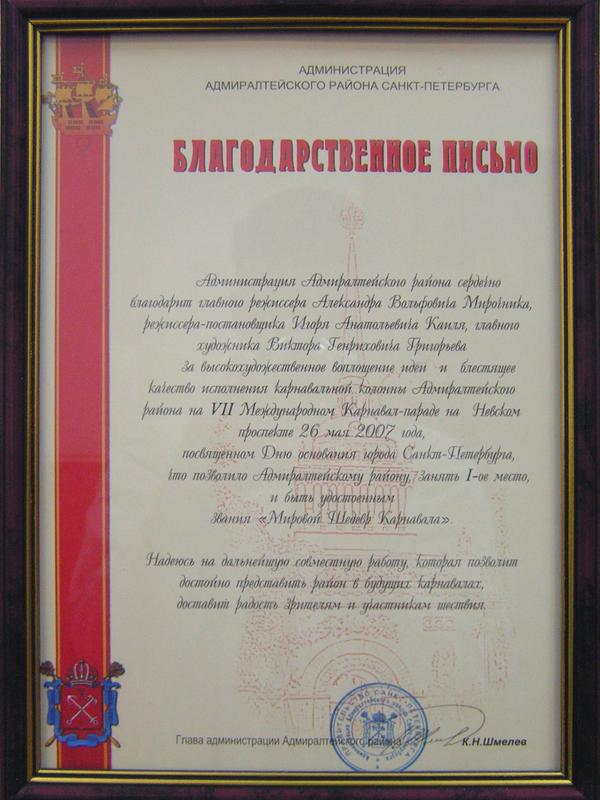 АДМИНИСТРАЦИЯ
АДМИРАЛТЕЙСКОГО РАЙОНА САНКТ-ПЕТЕРБУРГА
БЛАГОДАРСТВЕННОЕ ПИСЬМО
Администрация Адмиралтейского района сердечно
благодарит главного режиссера Александра Вольфовича Мирочника,
режиссера-постановщика Игоря Анатольевича Каиля, главного
художника Виктора Генриховича Григорьева
за высокохудожественное воплощение идеи и блестящее
качество исполнения карнавальной колонны Адмиралтейского
района на VII Международном Карнавал-параде на Невском
проспекте 26 мая 2007 года,
посвященном Дню основания города Санкт-Петербурга,
что позволило Адмиралтейскому району, занять I-ое место,
и быть удостоенным
звания «Мировой Шедевр Карнавала».
Надеюсь на дальнейшую совместную работу, которая позволит
достойно представить район в будущих карнавалах,
доставит радость зрителям и участникам шествия.
Глава администрации Адмиралтейского района
К.Н.Шмелев